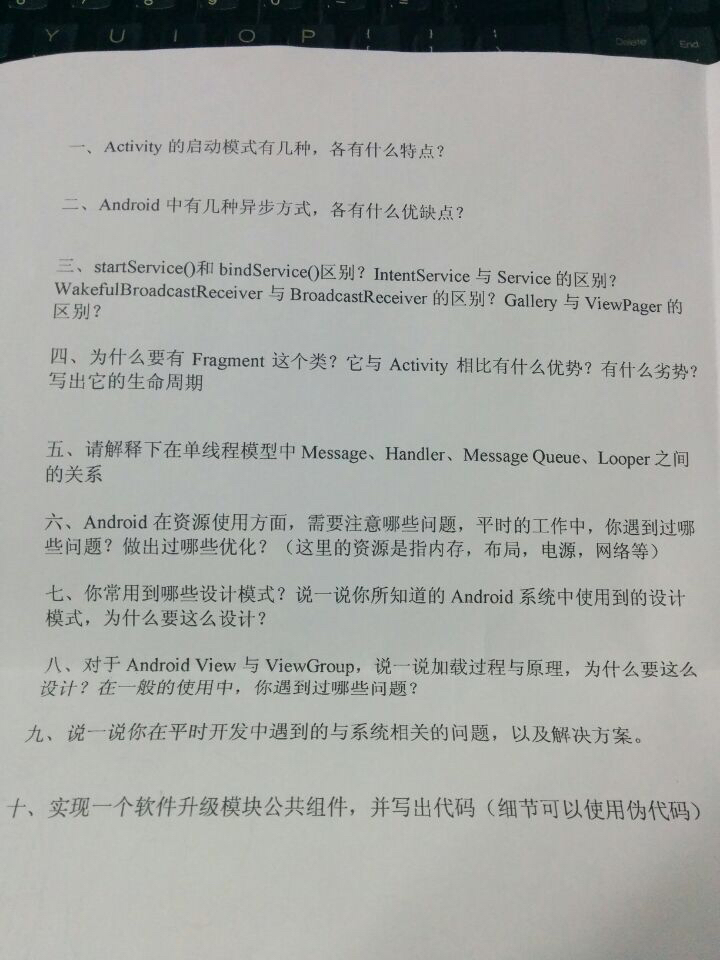 Y U I O P { }
Delete End
一、Activity 的启动模式有几种，各有什么特点？
二、Android 中有几种异步方式，各有什么优缺点？
三、startService()和 bindService()区别？IntentService 与 Service 的区别？
WakefulBroadcastReceiver 与 BroadcastReceiver 的区别？Gallery 与 ViewPager 的
区别？
四、为什么要有 Fragment 这个类？它与 Activity 相比有什么优势？有什么劣势？
写出它的生命周期
五、请解释下在单线程模型中 Message、Handler、Message Queue、Looper 之间
的关系
六、Android 在资源使用方面，需要注意哪些问题，平时的工作中，你遇到过哪
些问题？做出过哪些优化？（这里的资源是指内存，布局，电源，网络等）
七、你常用到哪些设计模式？说一说你所知道的 Android 系统中使用到的设计
模式，为什么要这么设计？
八、对于 Android View 与 ViewGroup，说一说加载过程与原理，为什么要这么
设计？在一般的使用中，你遇到过哪些问题？
九、说一说你在平时开发中遇到的与系统相关的问题，以及解决方案。
十、实现一个软件升级模块公共组件，并写出代码（细节可以使用伪代码）